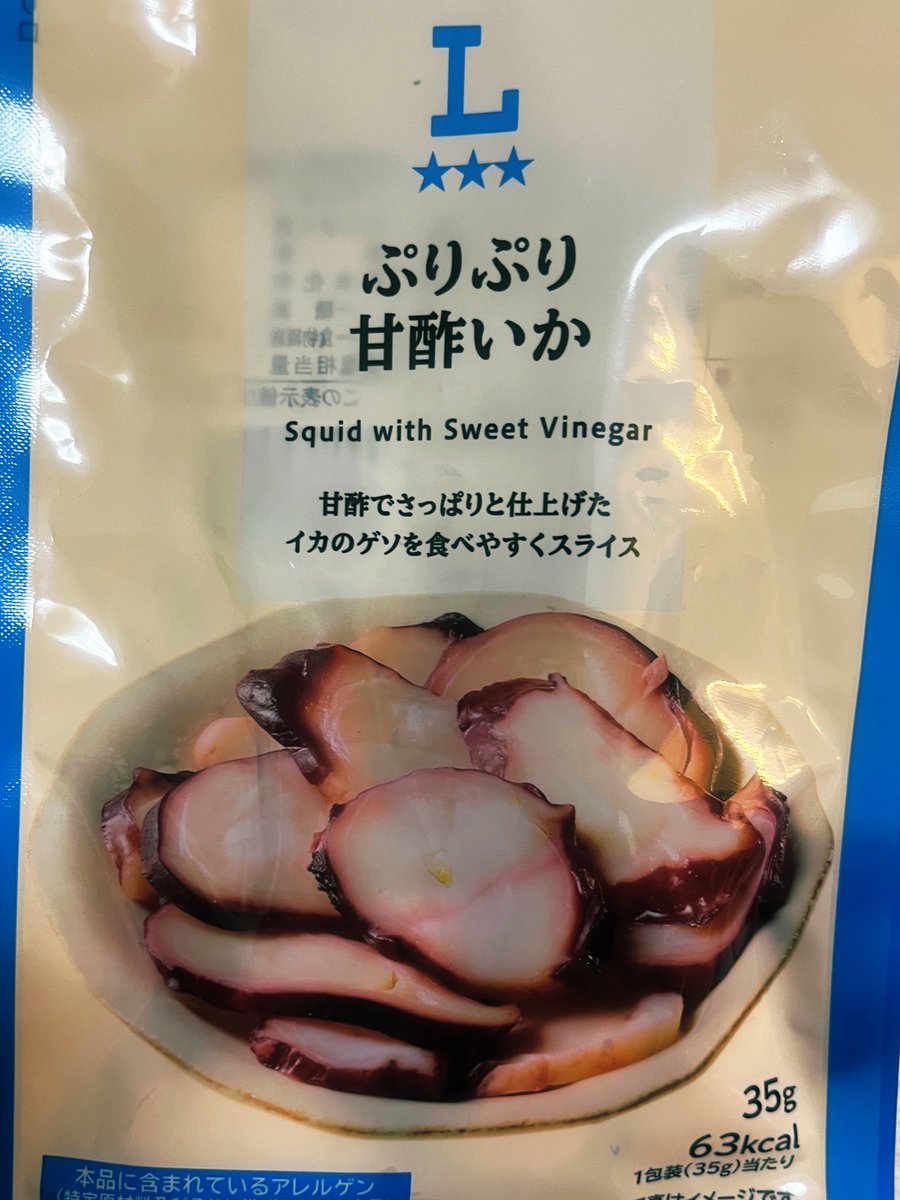 L
★★★
ぷりぷり
甘酢いか
Squid with Sweet Vinegar
甘酢でさっぱりと仕上げた
イカのゲソを食べやすくスライス
35g
63kcal
1包装(35g)当たり
本品に含まれているアレルゲン